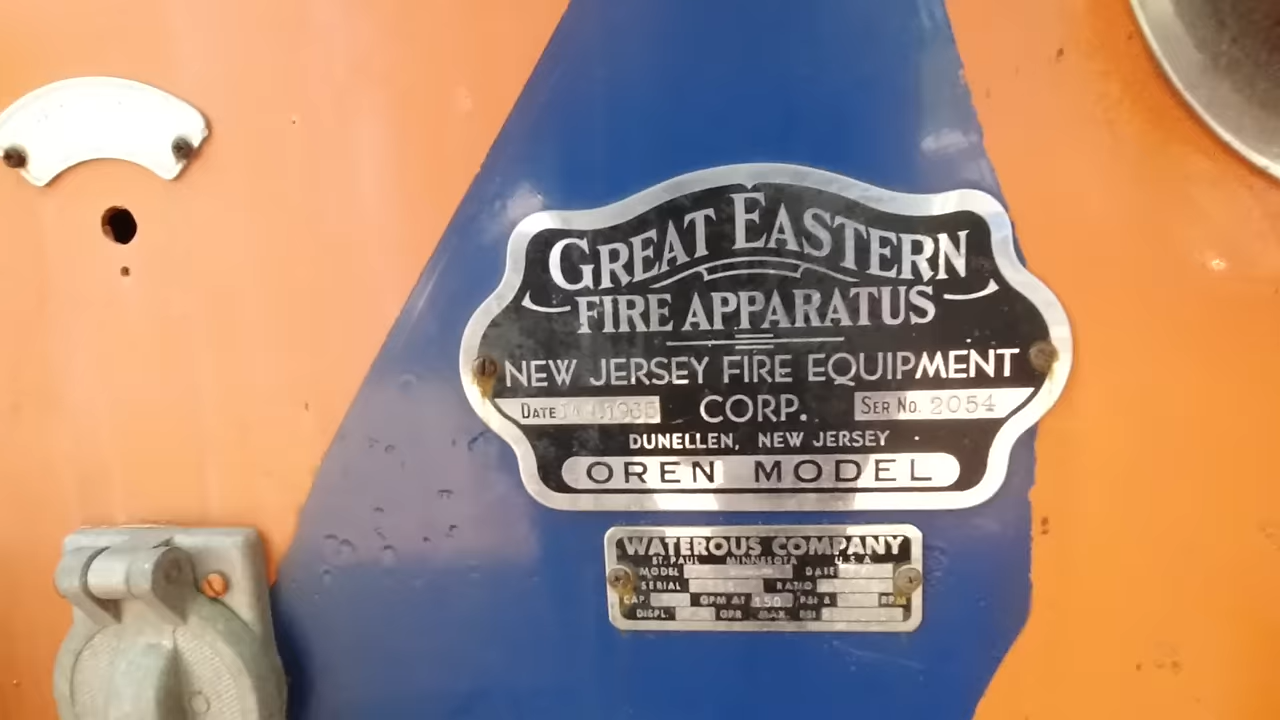 GREAT EASTERN
FIRE APPARATUS
NEW JERSEY FIRE EQUIPMENT
CORP.
DATE 1935
SER NO. 2054
DUNELLEN, NEW JERSEY
OREN MODEL
WATEROUS COMPANY
ST. PAUL MINNESOTA U.S.A.
MODEL DATE
SERIAL RATIO
CAP. GPM AT 150 PSI & RPM
DISPL. GPR MAX. PSI